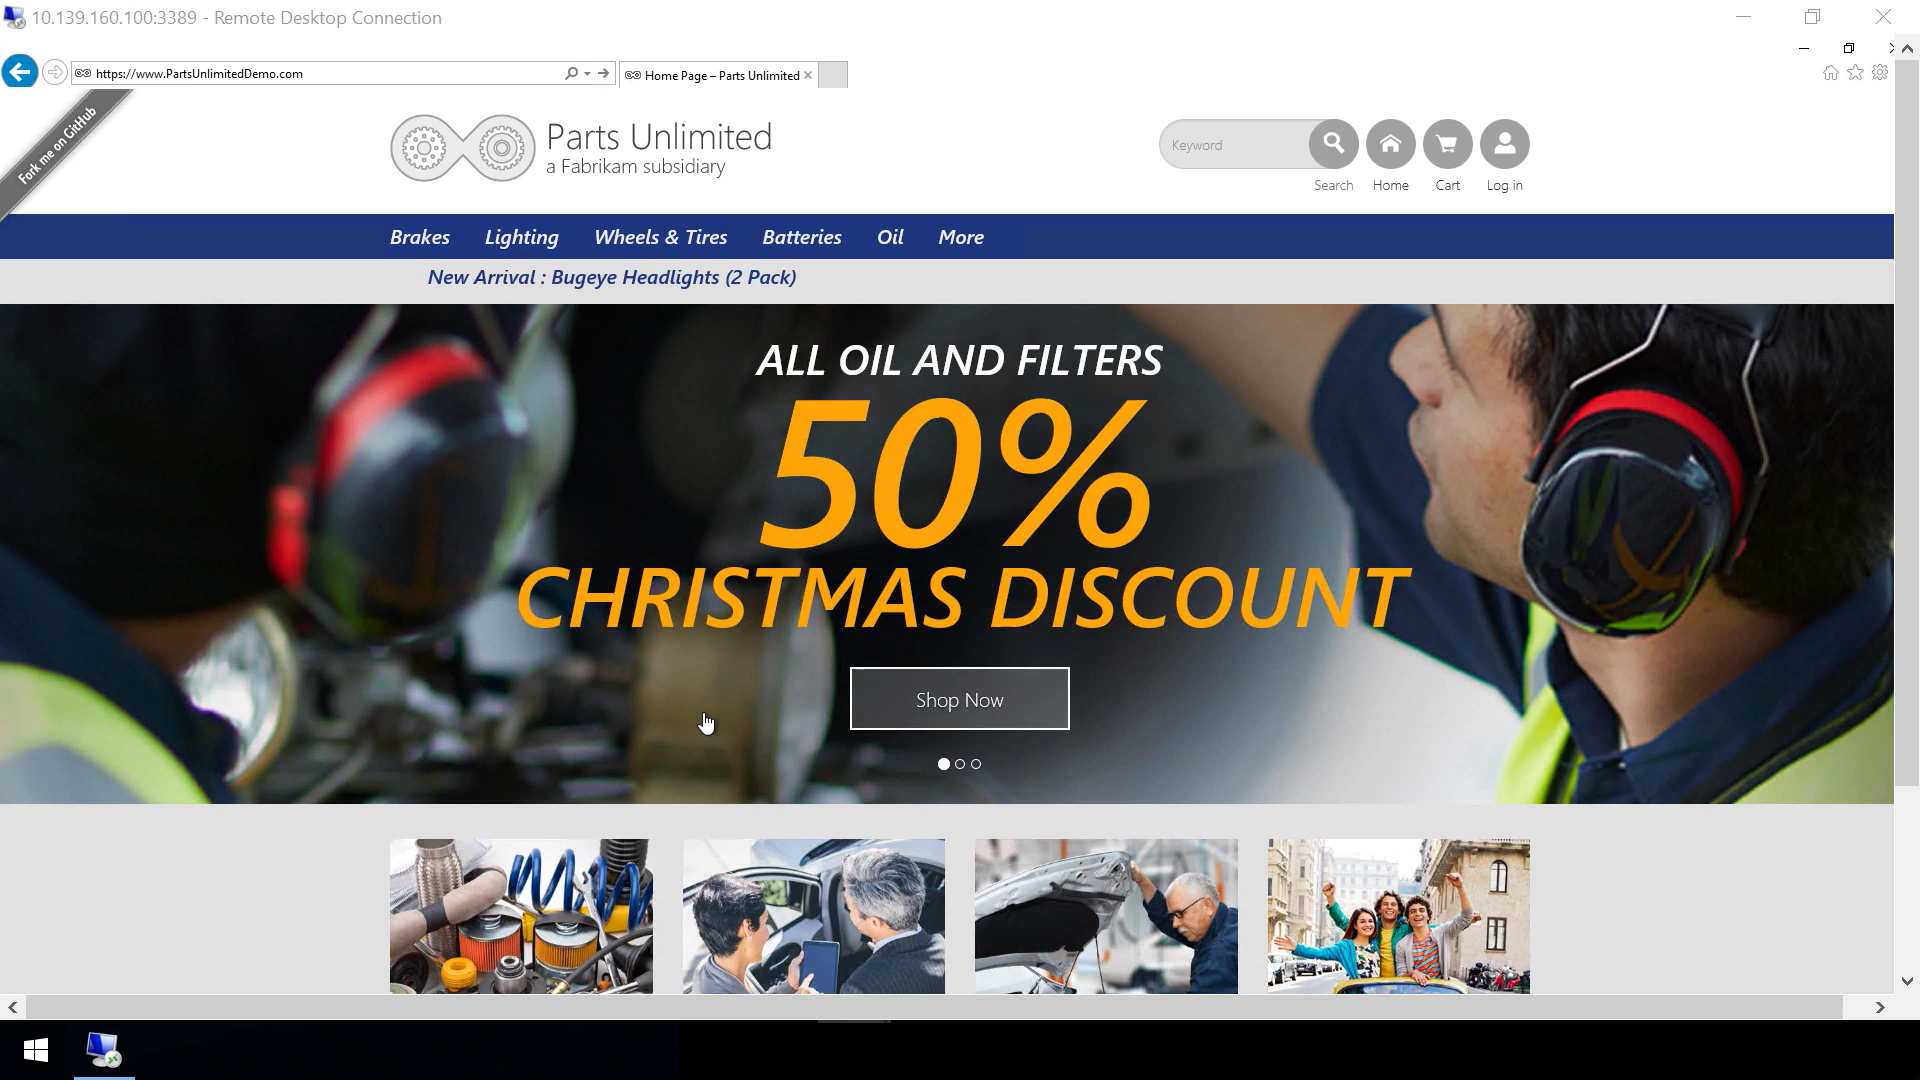 10.139.160.100:3389 - Remote Desktop Connection
https://www.PartsUnlimitedDemo.com
Home Page – Parts Unlimited
Fork me on GitHub
Parts Unlimited
a Fabrikam subsidiary
Keyword
Search
Home
Cart
Log in
Brakes
Lighting
Wheels & Tires
Batteries
Oil
More
New Arrival : Bugeye Headlights (2 Pack)
ALL OIL AND FILTERS
50%
CHRISTMAS DISCOUNT
Shop Now